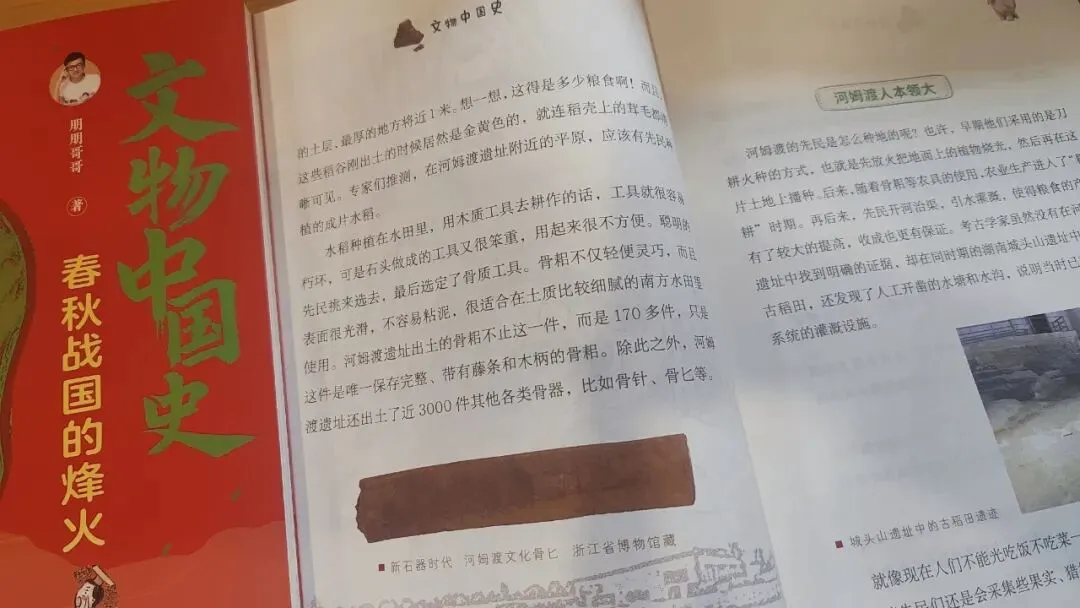 朋朋哥哥 著
文物中国史
春秋战国的烽火
文物中国史
的土层，最厚的地方将近1米。想一想，这得是多少粮食啊！而且，
这些稻谷刚出土的时候居然是金黄色的，就连稻壳上的茸毛都
晰可见。专家们推测，在河姆渡遗址附近的平原，应该有先民
植的成片水稻。
水稻种植在水田里，用木质工具去耕作的话，工具就很容易
朽坏，可是石头做成的工具又很笨重，用起来很不方便。聪明的
先民挑来选去，最后选定了骨质工具。骨耜不仅轻便灵巧，而且
表面很光滑，不容易粘泥，很适合在土质比较细腻的南方水田里
使用。河姆渡遗址出土的骨耜不止这一件，而是170多件，只是
这件是唯一保存完整、带有藤条和木柄的骨耜。除此之外，河姆
渡遗址还出土了近3000件其他各类骨器，比如骨针、骨匕等。
■新石器时代 河姆渡文化骨匕 浙江省博物馆藏
河姆渡人本领大
河姆渡的先民是怎么种地的呢？也许，早期他们采用的是刀
耕火种的方式，也就是先放火把地面上的植物烧光，然后再在这
片土地上播种。后来，随着骨耜等农具的使用，农业生产进入了“
耕”时期。再后来，先民开河治渠，引水灌溉，使得粮食的产
有了较大的提高，收成也更有保证。考古学家虽然没有在河
遗址中找到明确的证据，却在同时期的湖南城头山遗址中
古稻田，还发现了人工开凿的水塘和水沟，说明当时已
系统的灌溉设施。
■城头山遗址中的古稻田遗迹
就像现在人们不能光吃饭不吃菜一
民们还是会采集些果实、猎